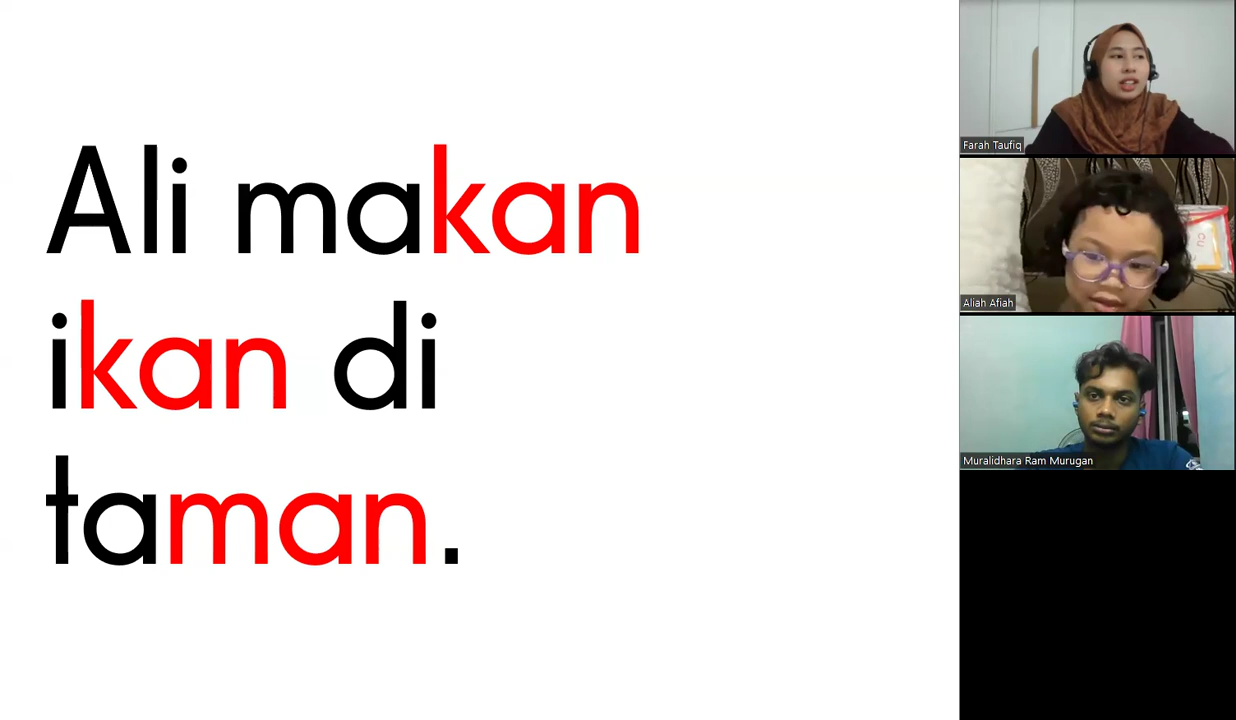 Ali makan
ikan di
taman.
Farah Taufiq
Aliah Afiah
Muralidhara Ram Murugan